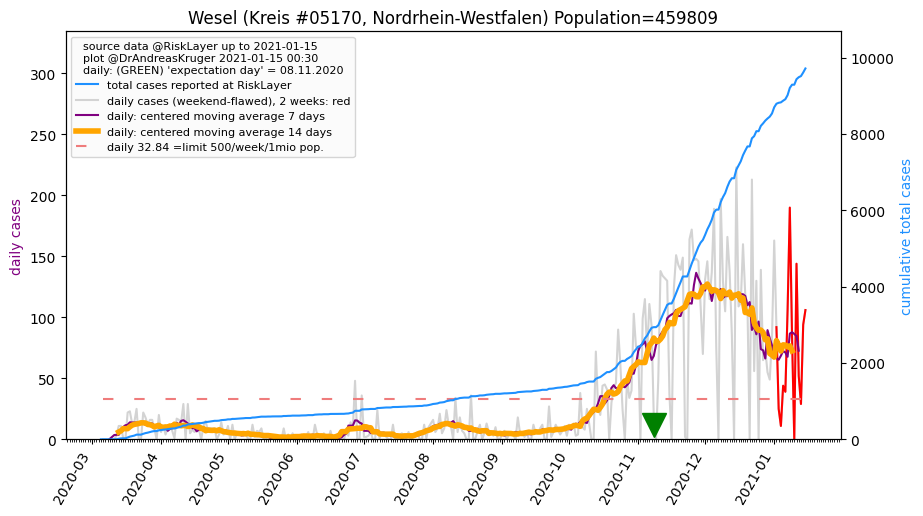 Wesel (Kreis #05170, Nordrhein-Westfalen) Population=459809
source data @RiskLayer up to 2021-01-15
plot @DrAndreasKruger 2021-01-15 00:30
daily: (GREEN) 'expectation day' = 08.11.2020
total cases reported at RiskLayer
daily cases (weekend-flawed), 2 weeks: red
daily: centered moving average 7 days
daily: centered moving average 14 days
daily 32.84 =limit 500/week/1mio pop.
daily cases
300
250
200
150
100
50
0
10000
8000
6000
4000
2000
0
cumulative total cases
2020-03
2020-04
2020-05
2020-06
2020-07
2020-08
2020-09
2020-10
2020-11
2020-12
2021-01